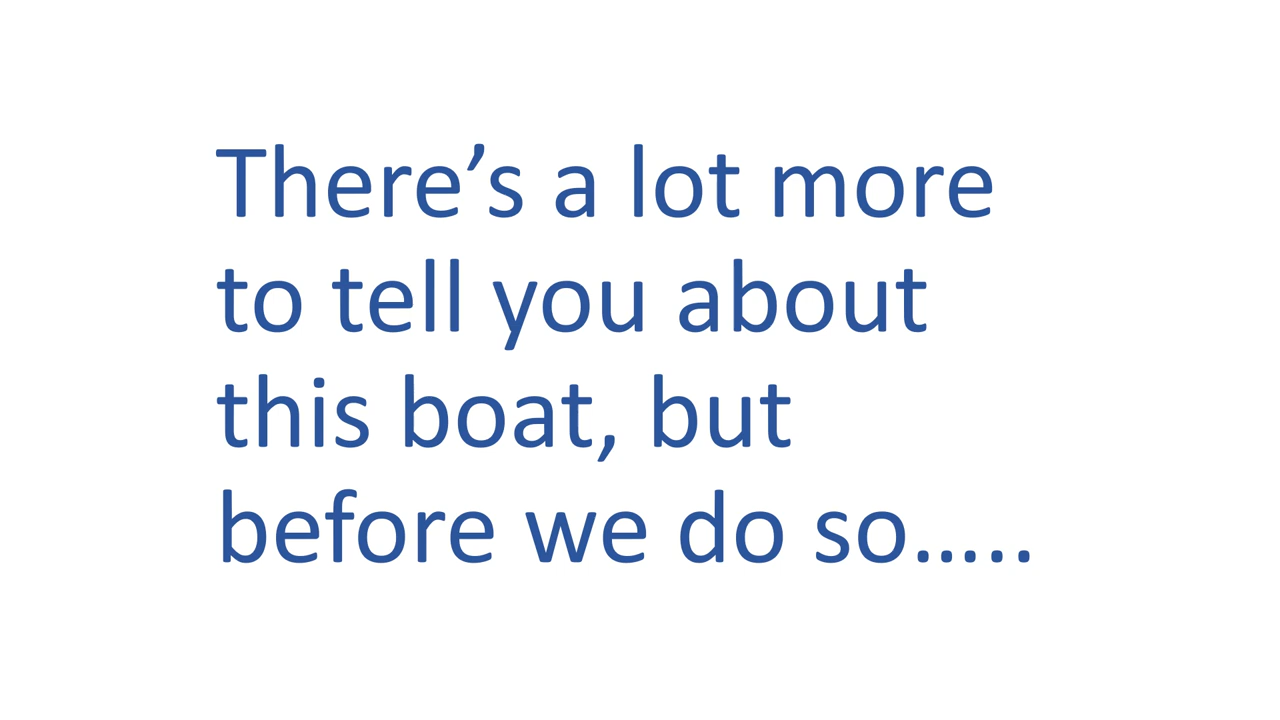 There’s a lot more
to tell you about
this boat, but
before we do so…..